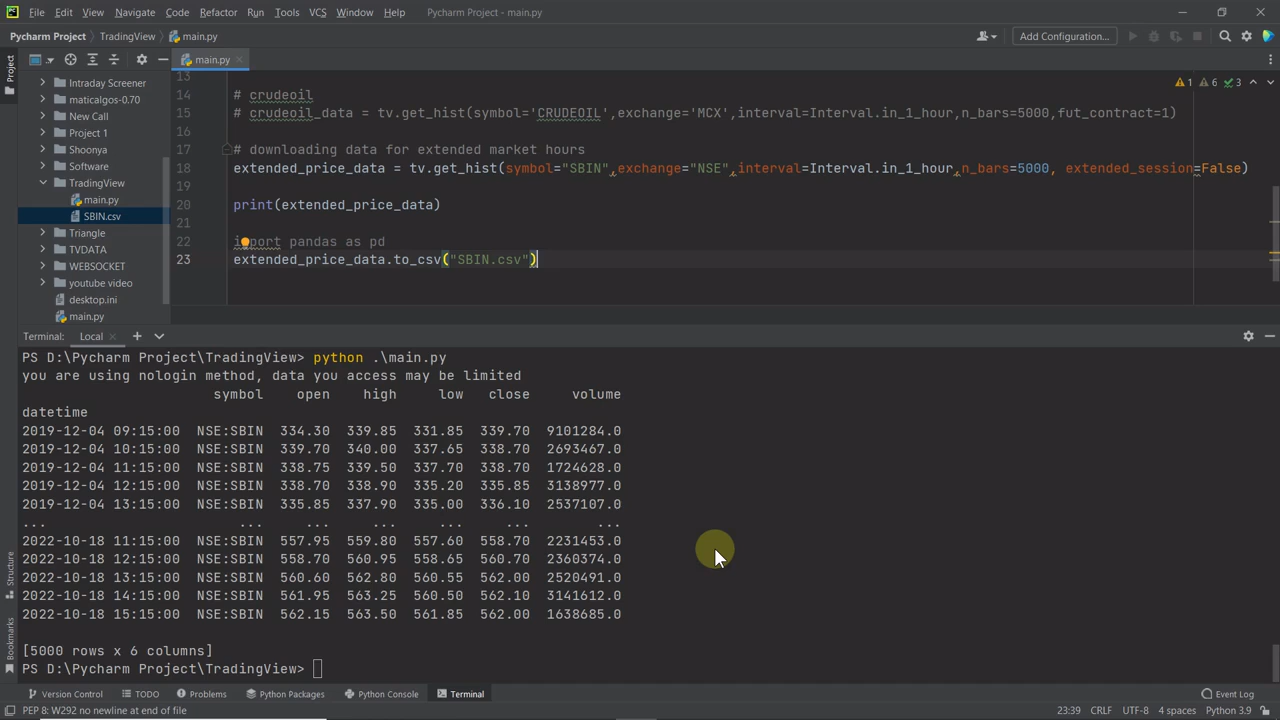 File Edit View Navigate Code Refactor Run Tools VCS Window Help Pycharm Project - main.py
Pycharm Project TradingView main.py Add Configuration...
Project main.py
Intraday Screener
maticalgos-0.70
New Call
Project 1
Shoonya
Software
TradingView
main.py
SBIN.csv
Triangle
TVDATA
WEBSOCKET
youtube video
desktop.ini
main.py
1 6 3
13
14 # crudeoil
15 # crudeoil_data = tv.get_hist(symbol='CRUDEOIL',exchange='MCX',interval=Interval.in_1_hour,n_bars=5000,fut_contract=1)
16
17 # downloading data for extended market hours
18 extended_price_data = tv.get_hist(symbol="SBIN",exchange="NSE",interval=Interval.in_1_hour,n_bars=5000, extended_session=False)
19
20 print(extended_price_data)
21
22 import pandas as pd
23 extended_price_data.to_csv("SBIN.csv")
Terminal: Local
PS D:\Pycharm Project\TradingView> python .\main.py
you are using nologin method, data you access may be limited
symbol open high low close volume
datetime
2019-12-04 09:15:00 NSE:SBIN 334.30 339.85 331.85 339.70 9101284.0
2019-12-04 10:15:00 NSE:SBIN 339.70 340.00 337.65 338.70 2693467.0
2019-12-04 11:15:00 NSE:SBIN 338.75 339.50 337.70 338.70 1724628.0
2019-12-04 12:15:00 NSE:SBIN 338.70 338.90 335.20 335.85 3138977.0
2019-12-04 13:15:00 NSE:SBIN 335.85 337.90 335.00 336.10 2537107.0
... ... ... ... ... ... ...
2022-10-18 11:15:00 NSE:SBIN 557.95 559.80 557.60 558.70 2231453.0
2022-10-18 12:15:00 NSE:SBIN 558.70 560.95 558.65 560.70 2360374.0
2022-10-18 13:15:00 NSE:SBIN 560.60 562.80 560.55 562.00 2520491.0
2022-10-18 14:15:00 NSE:SBIN 561.95 563.25 560.50 562.10 3141612.0
2022-10-18 15:15:00 NSE:SBIN 562.15 563.50 561.85 562.00 1638685.0
[5000 rows x 6 columns]
PS D:\Pycharm Project\TradingView>
Structure
Bookmarks
Version Control TODO Problems Python Packages Python Console Terminal Event Log
PEP 8: W292 no newline at end of file 23:39 CRLF UTF-8 4 spaces Python 3.9